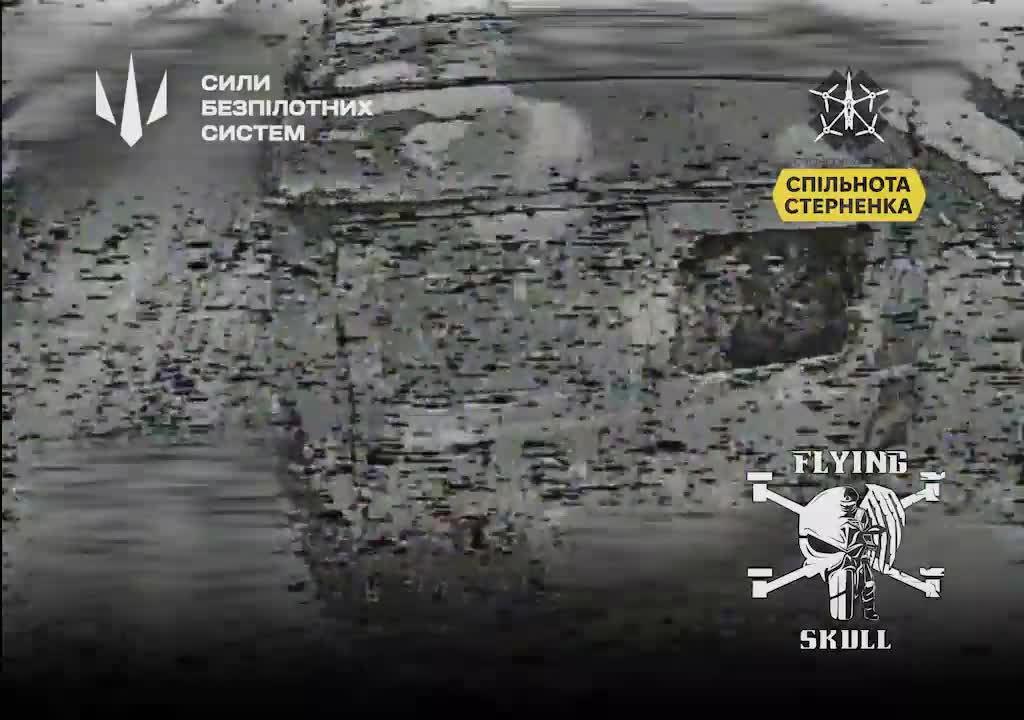 СИЛИ
БЕЗПІЛОТНИХ
СИСТЕМ
СПІЛЬНОТА
СТЕРНЕНКА
FLYING
SKULL